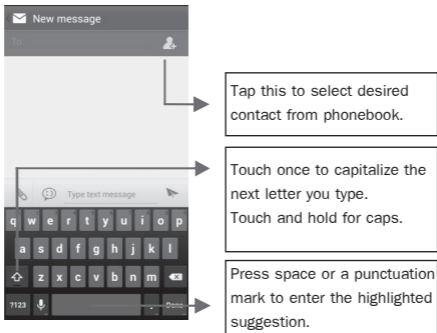 New message
To
Tap this to select desired
contact from phonebook.
Touch once to capitalize the
next letter you type.
Touch and hold for caps.
Type text message
q w e r t y u i o p
a s d f g h j k l
z x c v b n m
?123 . Done
Press space or a punctuation
mark to enter the highlighted
suggestion.